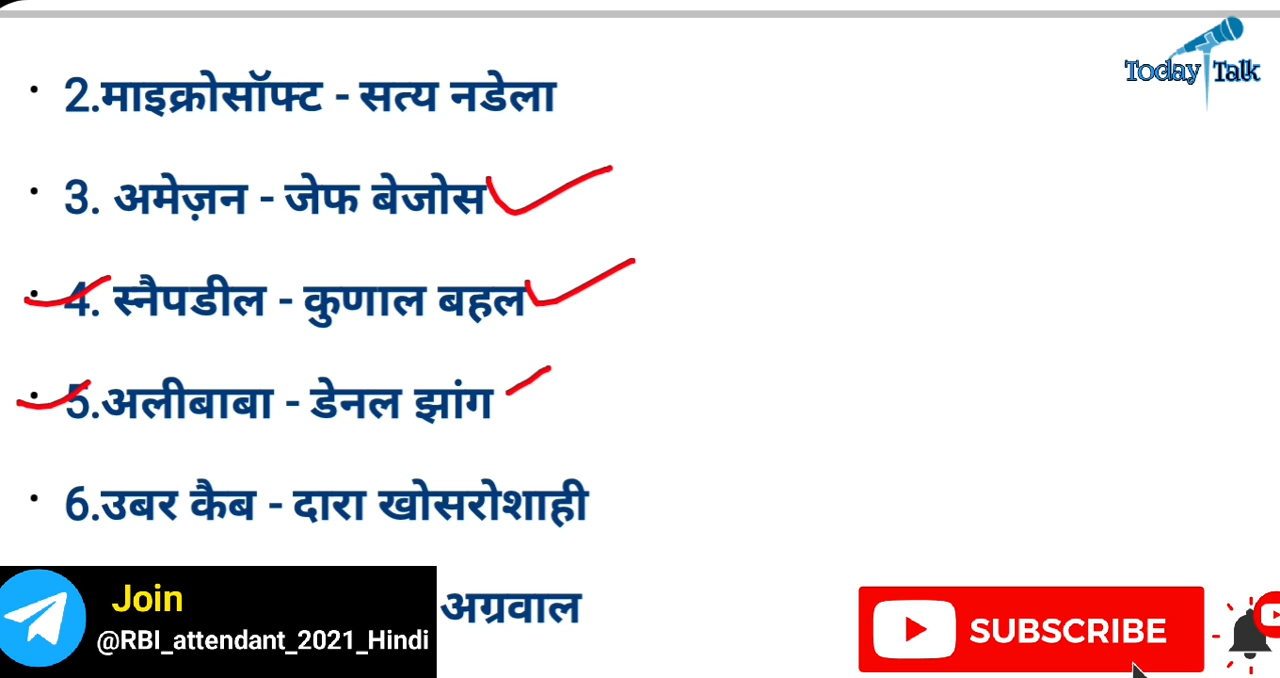 Today Talk
2.माइक्रोसॉफ्ट - सत्य नडेला
3. अमेज़न - जेफ बेजोस
4. स्नैपडील - कुणाल बहल
5.अलीबाबा - डेनल झांग
6.उबर कैब - दारा खोसरोशाही
अग्रवाल
Join
@RBI_attendant_2021_Hindi
SUBSCRIBE